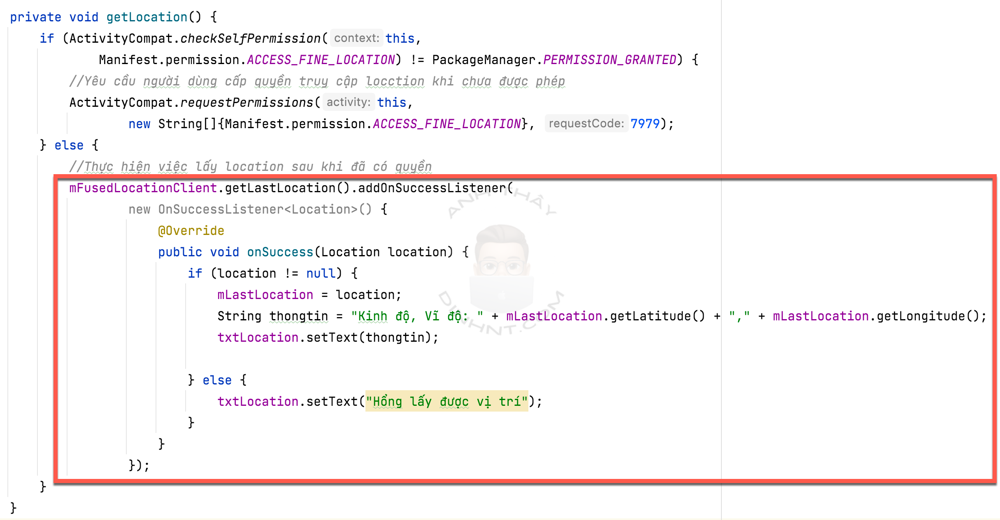 private void getLocation() {
if (ActivityCompat.checkSelfPermission( context: this,
Manifest.permission.ACCESS_FINE_LOCATION) != PackageManager.PERMISSION_GRANTED) {
//Yêu cầu người dùng cấp quyền truy cập locction khi chưa được phép
ActivityCompat.requestPermissions( activity: this,
new String[]{Manifest.permission.ACCESS_FINE_LOCATION}, requestCode: 7979);
} else {
//Thực hiện việc lấy location sau khi đã có quyền
mFusedLocationClient.getLastLocation().addOnSuccessListener(
new OnSuccessListener<Location>() {
@Override
public void onSuccess(Location location) {
if (location != null) {
mLastLocation = location;
String thongtin = "Kinh độ, Vĩ độ: " + mLastLocation.getLatitude() + "," + mLastLocation.getLongitude();
txtLocation.setText(thongtin);
} else {
txtLocation.setText("Hổng lấy được vị trí");
}
}
});
}
}
ANH THẦY
DINHNT.COM